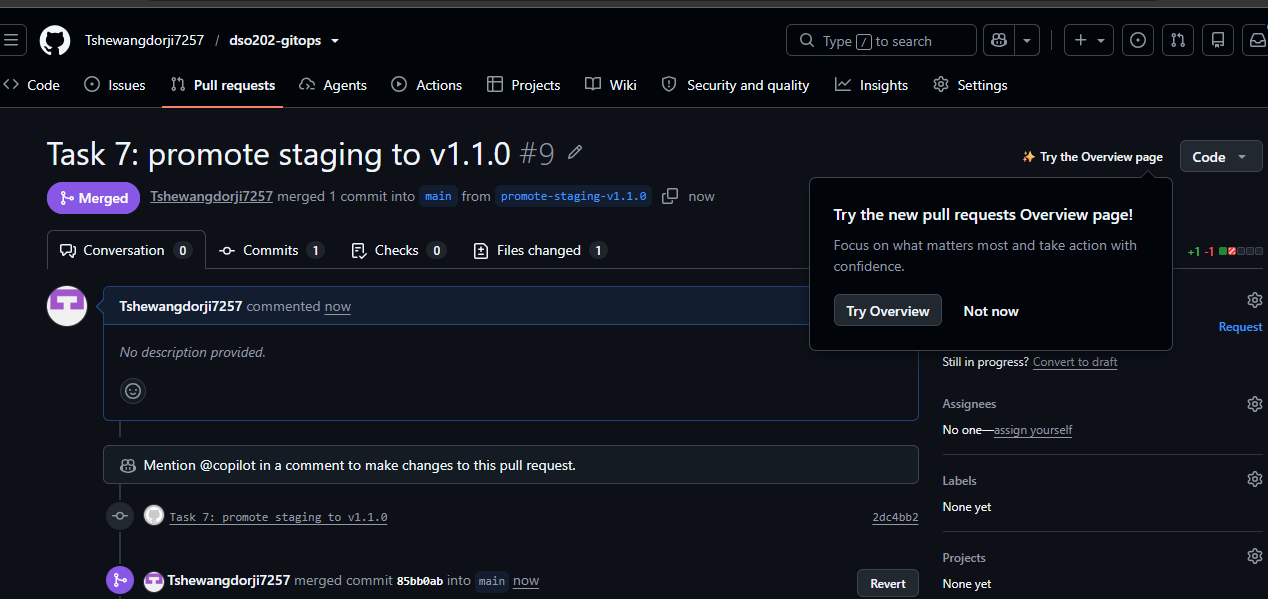 Tshewangdorji7257 / dso202-gitops
Type / to search
Code Issues Pull requests Agents Actions Projects Wiki Security and quality Insights Settings
Task 7: promote staging to v1.1.0 #9
Try the Overview page
Code
Merged
Tshewangdorji7257 merged 1 commit into main from promote-staging-v1.1.0 now
Try the new pull requests Overview page!
Focus on what matters most and take action with
confidence.
Try Overview Not now
Conversation 0 Commits 1 Checks 0 Files changed 1
+1 -1
Tshewangdorji7257 commented now
No description provided.
Request
Still in progress? Convert to draft
Assignees
No one—assign yourself
Mention @copilot in a comment to make changes to this pull request.
Labels
None yet
Task 7: promote staging to v1.1.0 2dc4bb2
Projects
None yet
Tshewangdorji7257 merged commit 85bb0ab into main now
Revert